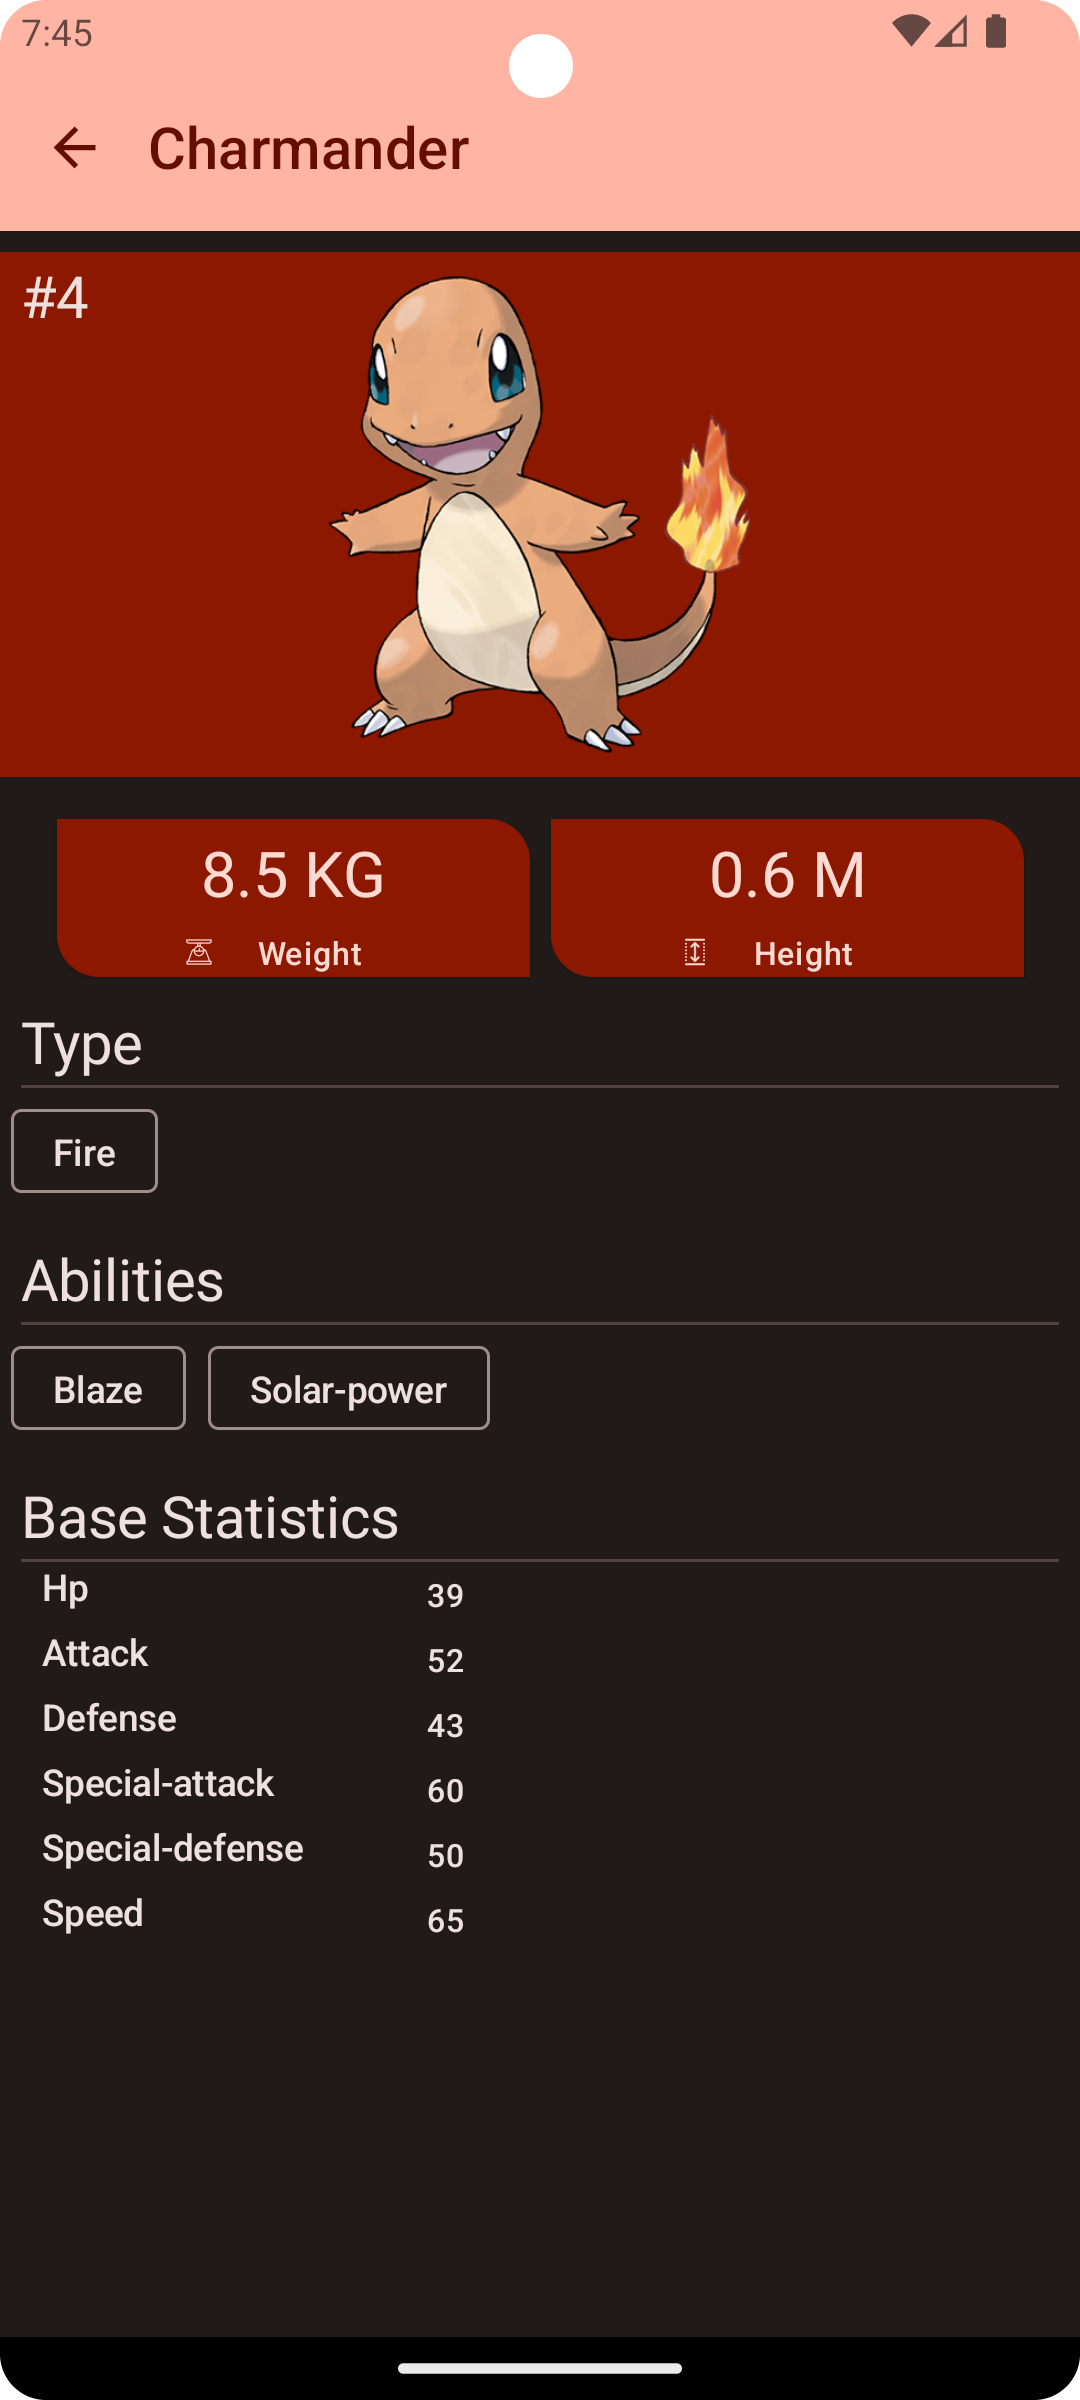 7:45
Charmander
#4
8.5 KG
Weight
0.6 M
Height
Type
Fire
Abilities
Blaze
Solar-power
Base Statistics
Hp 39
Attack 52
Defense 43
Special-attack 60
Special-defense 50
Speed 65